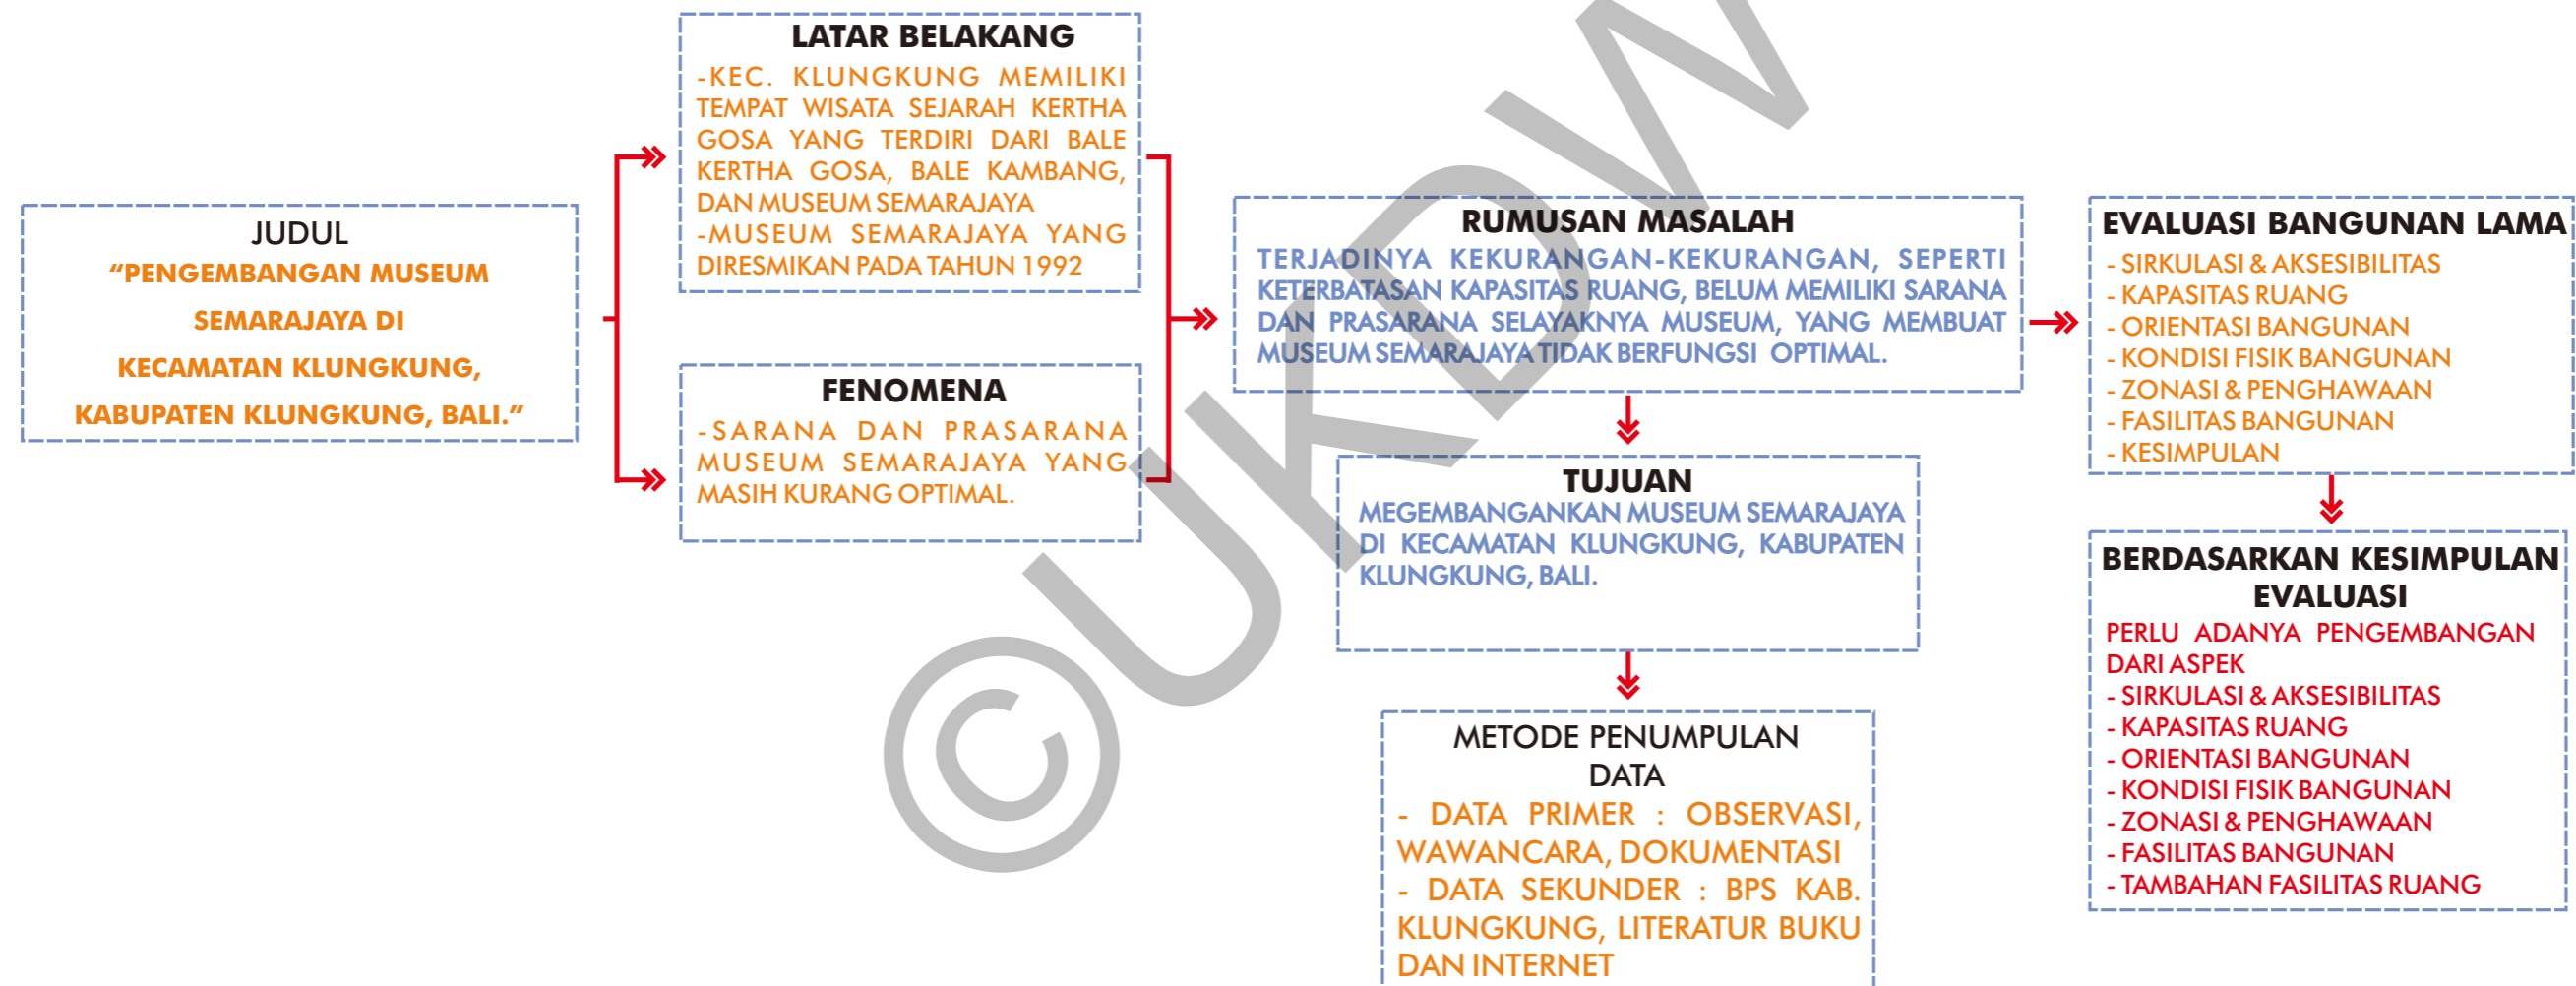 JUDUL
“PENGEMBANGAN MUSEUM
SEMARAJAYA DI
KECAMATAN KLUNGKUNG,
KABUPATEN KLUNGKUNG, BALI.”
LATAR BELAKANG
-KEC. KLUNGKUNG MEMILIKI
TEMPAT WISATA SEJARAH KERTHA
GOSA YANG TERDIRI DARI BALE
KERTHA GOSA, BALE KAMBANG,
DAN MUSEUM SEMARAJAYA
-MUSEUM SEMARAJAYA YANG
DIRESMIKAN PADA TAHUN 1992
FENOMENA
-SARANA DAN PRASARANA
MUSEUM SEMARAJAYA YANG
MASIH KURANG OPTIMAL.
RUMUSAN MASALAH
TERJADINYA KEKURANGAN-KEKURANGAN, SEPERTI
KETERBATASAN KAPASITAS RUANG, BELUM MEMILIKI SARANA
DAN PRASARANA SELAYAKNYA MUSEUM, YANG MEMBUAT
MUSEUM SEMARAJAYA TIDAK BERFUNGSI OPTIMAL.
TUJUAN
MEGEMBANGANKAN MUSEUM SEMARAJAYA
DI KECAMATAN KLUNGKUNG, KABUPATEN
KLUNGKUNG, BALI.
METODE PENUMPULAN
DATA
- DATA PRIMER : OBSERVASI,
WAWANCARA, DOKUMENTASI
- DATA SEKUNDER : BPS KAB.
KLUNGKUNG, LITERATUR BUKU
DAN INTERNET
EVALUASI BANGUNAN LAMA
- SIRKULASI & AKSESIBILITAS
- KAPASITAS RUANG
- ORIENTASI BANGUNAN
- KONDISI FISIK BANGUNAN
- ZONASI & PENGHAWAAN
- FASILITAS BANGUNAN
- KESIMPULAN
BERDASARKAN KESIMPULAN
EVALUASI
PERLU ADANYA PENGEMBANGAN
DARI ASPEK
- SIRKULASI & AKSESIBILITAS
- KAPASITAS RUANG
- ORIENTASI BANGUNAN
- KONDISI FISIK BANGUNAN
- ZONASI & PENGHAWAAN
- FASILITAS BANGUNAN
- TAMBAHAN FASILITAS RUANG
©UKDW